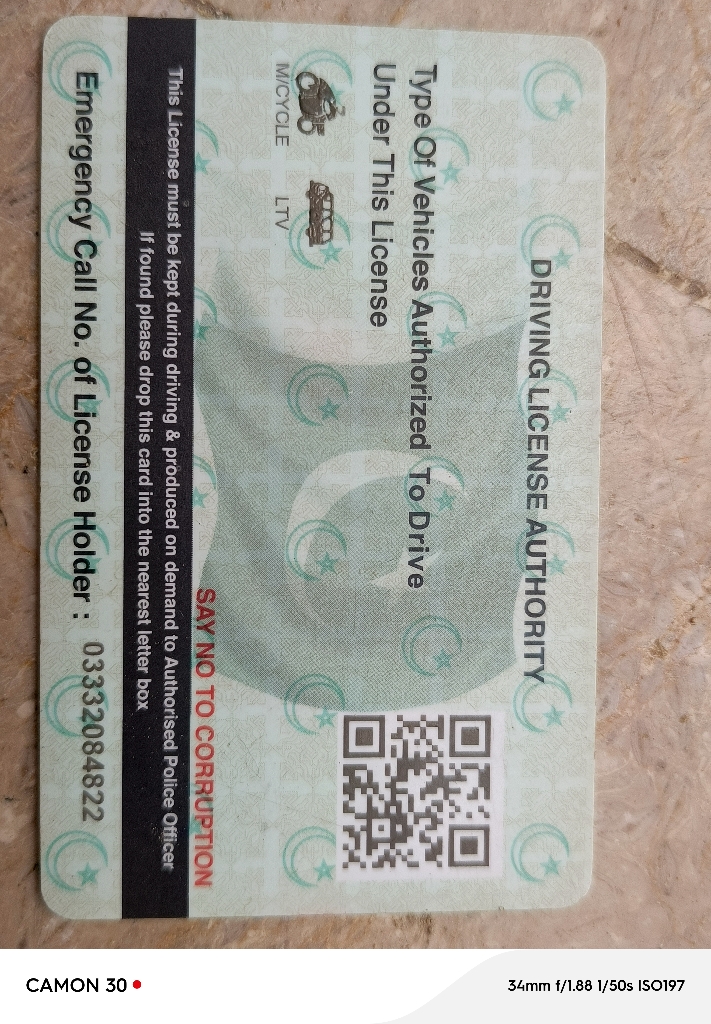 DRIVING LICENSE AUTHORITY
Type Of Vehicles Authorized To Drive
Under This License
M/CYCLE
LTV
SAY NO TO CORRUPTION
This License must be kept during driving & produced on demand to Authorised Police Officer
If found please drop this card into the nearest letter box
Emergency Call No. of License Holder : 03332084822
CAMON 30
34mm f/1.88 1/50s ISO197